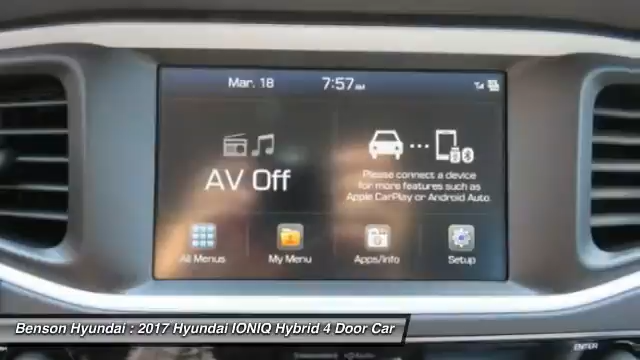 Mar. 18 7:57 AM
AV Off
Please connect a device
for more features such as
Apple CarPlay or Android Auto.
All Menus My Menu Apps/Info Setup
Benson Hyundai : 2017 Hyundai IONIQ Hybrid 4 Door Car
ENTER